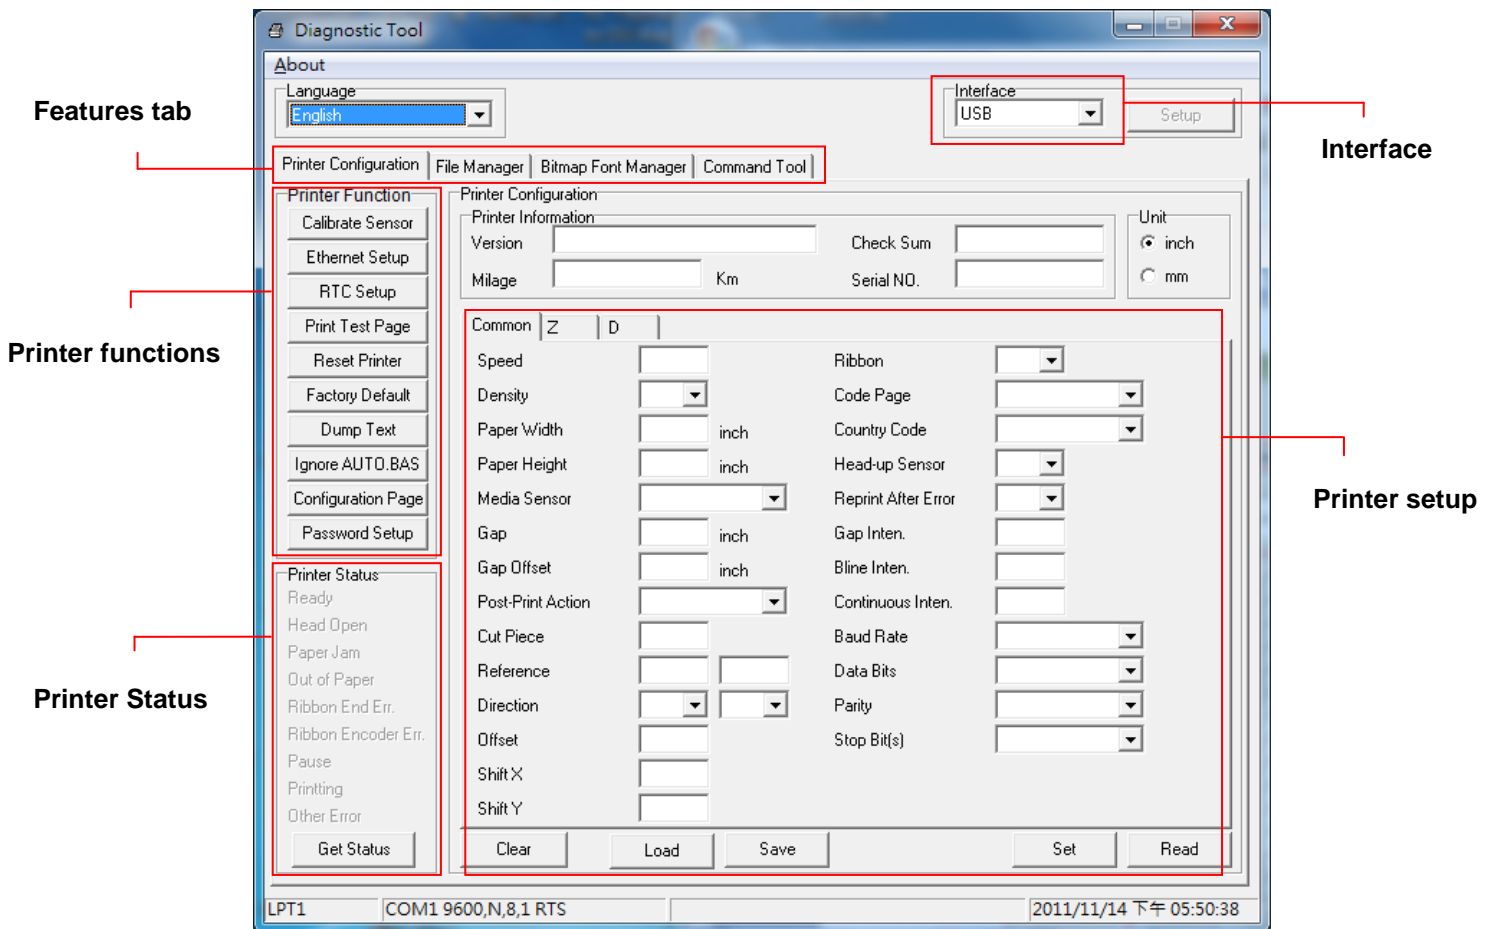 Diagnostic Tool
About
Language
English
Interface
USB
Setup
Features tab
Interface
Printer Configuration
File Manager
Bitmap Font Manager
Command Tool
Printer Function
Calibrate Sensor
Ethernet Setup
RTC Setup
Print Test Page
Reset Printer
Factory Default
Dump Text
Ignore AUTO.BAS
Configuration Page
Password Setup
Printer functions
Printer Configuration
Printer Information
Version
Check Sum
Milage
Km
Serial NO.
Unit
inch
mm
Common
Z
D
Speed
Ribbon
Density
Code Page
Paper Width
inch
Country Code
Paper Height
inch
Head-up Sensor
Media Sensor
Reprint After Error
Gap
inch
Gap Inten.
Gap Offset
inch
Bline Inten.
Post-Print Action
Continuous Inten.
Cut Piece
Baud Rate
Reference
Data Bits
Direction
Parity
Offset
Stop Bit(s)
Shift X
Shift Y
Clear
Load
Save
Set
Read
Printer setup
Printer Status
Ready
Head Open
Paper Jam
Out of Paper
Ribbon End Err.
Ribbon Encoder Err.
Pause
Printting
Other Error
Get Status
Printer Status
LPT1
COM1 9600,N,8,1 RTS
2011/11/14 下午 05:50:38